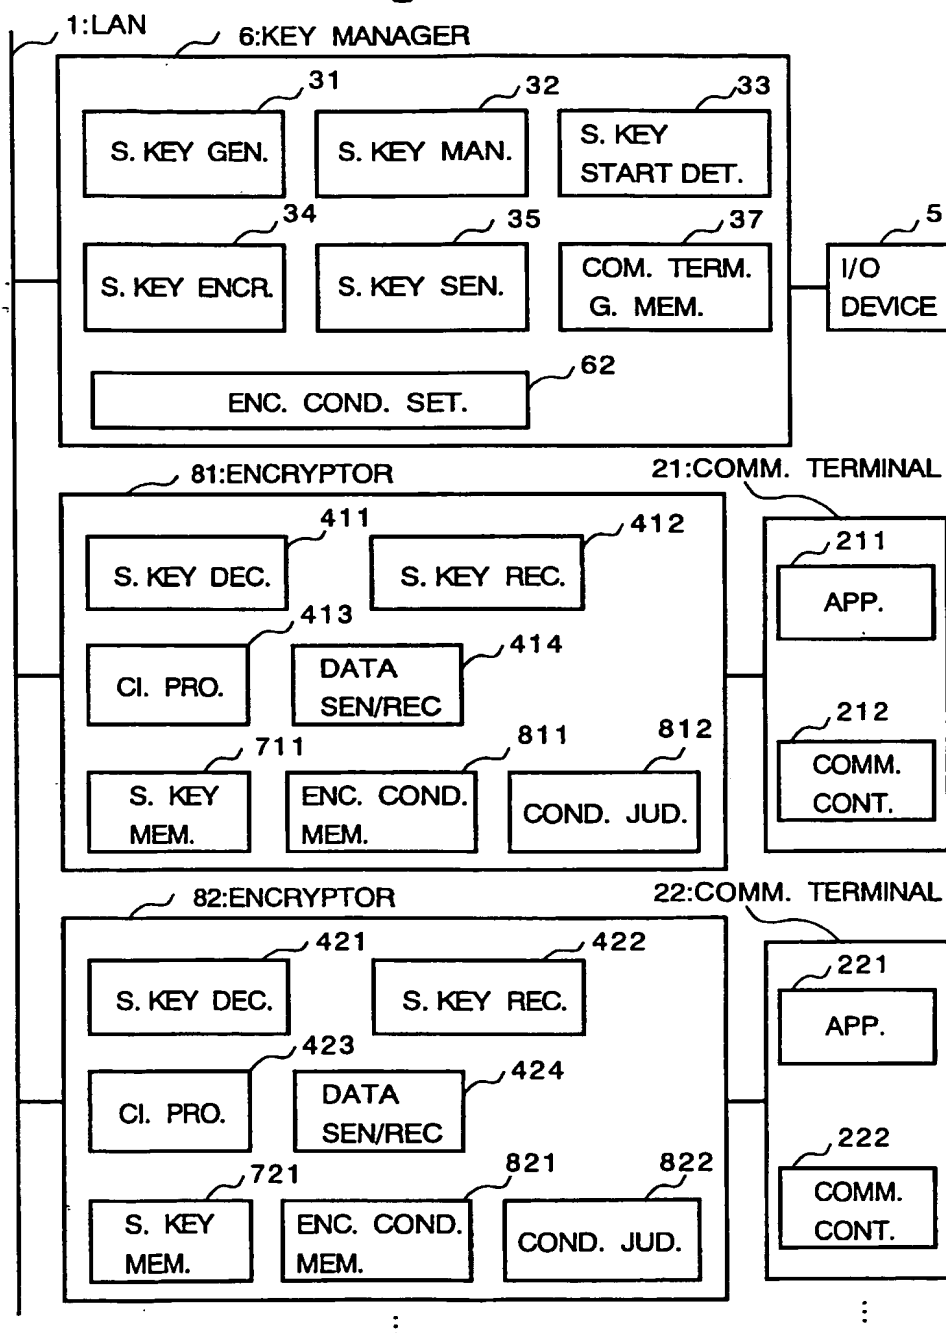 1:LAN
6:KEY MANAGER
31
32
33
S. KEY GEN.
S. KEY MAN.
S. KEY
START DET.
34
35
37
5
S. KEY ENCR.
S. KEY SEN.
COM. TERM.
G. MEM.
I/O
DEVICE
62
ENC. COND. SET.
81:ENCRYPTOR
21:COMM. TERMINAL
411
412
211
S. KEY DEC.
S. KEY REC.
APP.
413
414
CI. PRO.
DATA
SEN/REC
212
711
811
812
COMM.
CONT.
S. KEY
MEM.
ENC. COND.
MEM.
COND. JUD.
82:ENCRYPTOR
22:COMM. TERMINAL
421
422
221
S. KEY DEC.
S. KEY REC.
APP.
423
424
CI. PRO.
DATA
SEN/REC
222
721
821
822
COMM.
CONT.
S. KEY
MEM.
ENC. COND.
MEM.
COND. JUD.